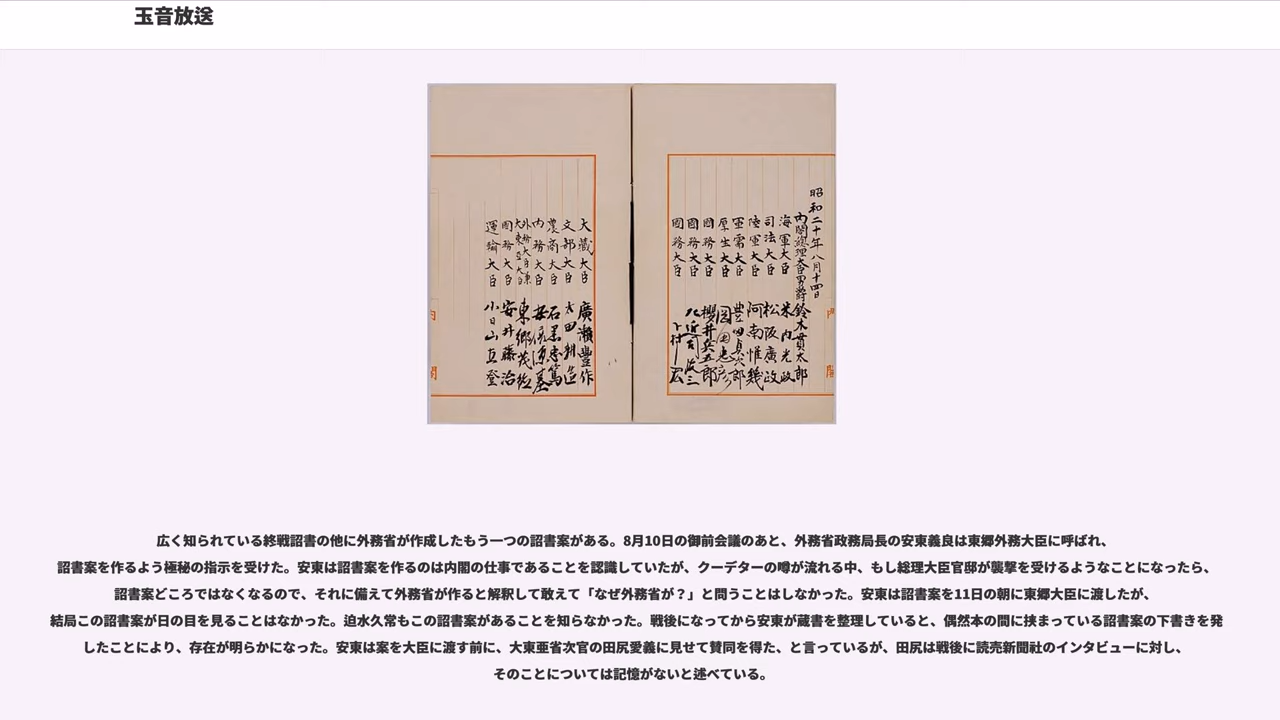 玉音放送
昭和二十年八月十四日
内閣總理大臣男爵 鈴木貫太郎
海軍大臣 米内光政
司法大臣 松阪廣政
陸軍大臣 阿南惟幾
軍需大臣 豊田貞次郎
厚生大臣 岡田忠彦
國務大臣 櫻井兵五郎
國務大臣 左近司政三
國務大臣 下村宏
大藏大臣 廣瀬豊作
文部大臣 太田耕造
農商大臣 石黒忠篤
内務大臣 安倍源基
外務大臣兼
大東亞大臣 東郷茂徳
國務大臣 安井藤治
運輸大臣 小日山直登
広く知られている終戦詔書の他に外務省が作成したもう一つの詔書案がある。8月10日の御前会議のあと、外務省政務局長の安東義良は東郷外務大臣に呼ばれ、
詔書案を作るよう極秘の指示を受けた。安東は詔書案を作るのは内閣の仕事であることを認識していたが、クーデターの噂が流れる中、もし総理大臣官邸が襲撃を受けるようなことになったら、
詔書案どころではなくなるので、それに備えて外務省が作ると解釈して敢えて「なぜ外務省が？」と問うことはしなかった。安東は詔書案を11日の朝に東郷大臣に渡したが、
結局この詔書案が日の目を見ることはなかった。迫水久常もこの詔書案があることを知らなかった。戦後になってから安東が蔵書を整理していると、偶然本の間に挟まっている詔書案の下書きを発
したことにより、存在が明らかになった。安東は案を大臣に渡す前に、大東亜省次官の田尻愛義に見せて賛同を得た、と言っているが、田尻は戦後に読売新聞社のインタビューに対し、
そのことについては記憶がないと述べている。